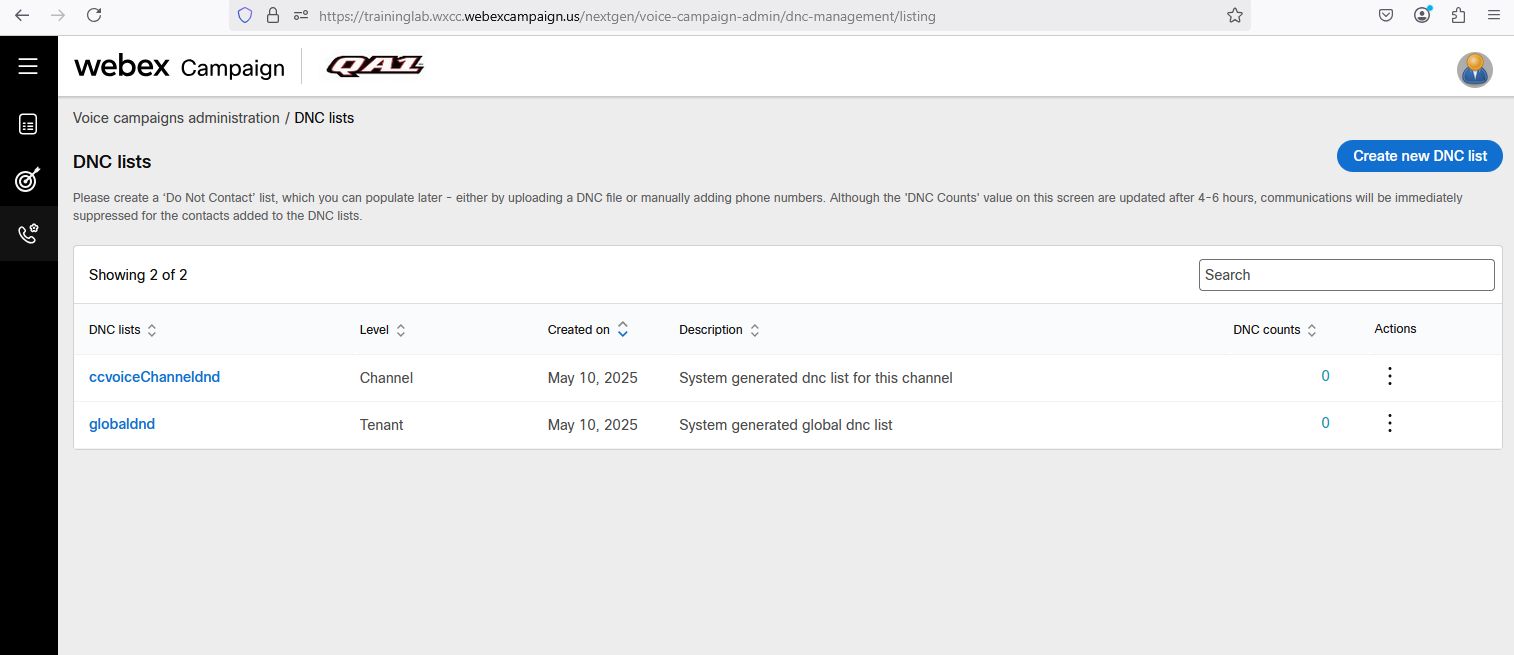 https://traininglab.wxcc.webexcampaign.us/nextgen/voice-campaign-admin/dnc-management/listing
webex Campaign QA1
Voice campaigns administration / DNC lists
DNC lists
Create new DNC list
Please create a 'Do Not Contact' list, which you can populate later - either by uploading a DNC file or manually adding phone numbers. Although the 'DNC Counts' value on this screen are updated after 4-6 hours, communications will be immediately
suppressed for the contacts added to the DNC lists.
Showing 2 of 2
Search
DNC lists Level Created on Description DNC counts Actions
ccvoiceChanneldnd Channel May 10, 2025 System generated dnc list for this channel 0
globaldnd Tenant May 10, 2025 System generated global dnc list 0